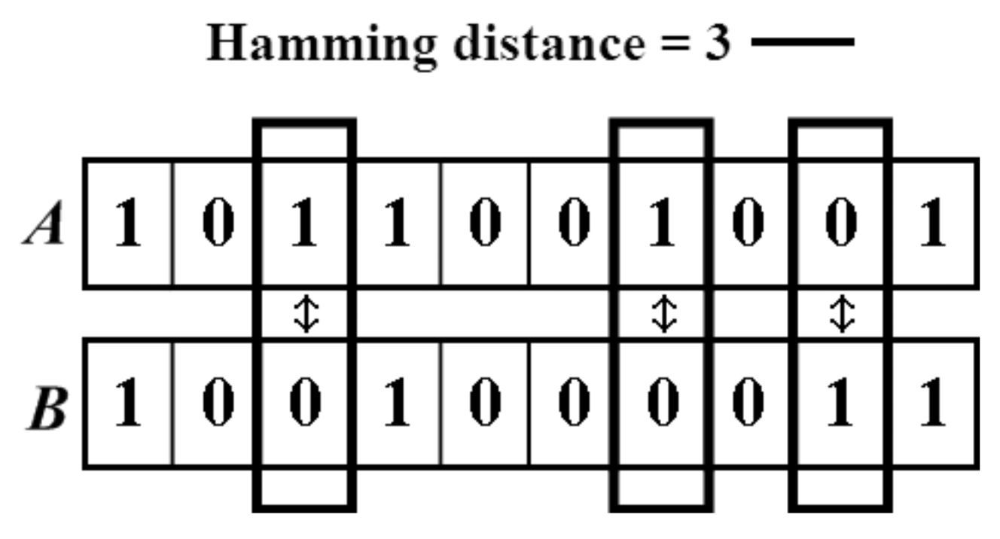 Hamming distance = 3
A 1 0 1 1 0 0 1 0 0 1
↕ ↕ ↕
B 1 0 0 1 0 0 0 0 1 1